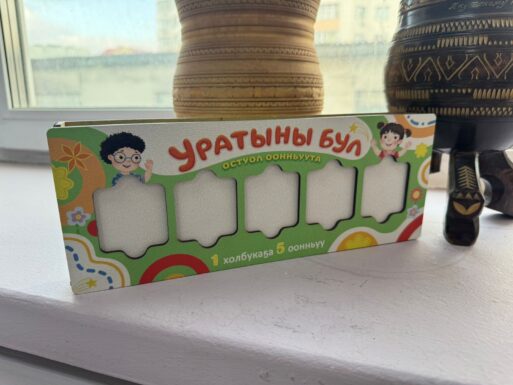 УРАТЫНЫ БУЛ
ОСТУОЛ ООННЬУУТА
1 холбукаҕа 5 оонньуу